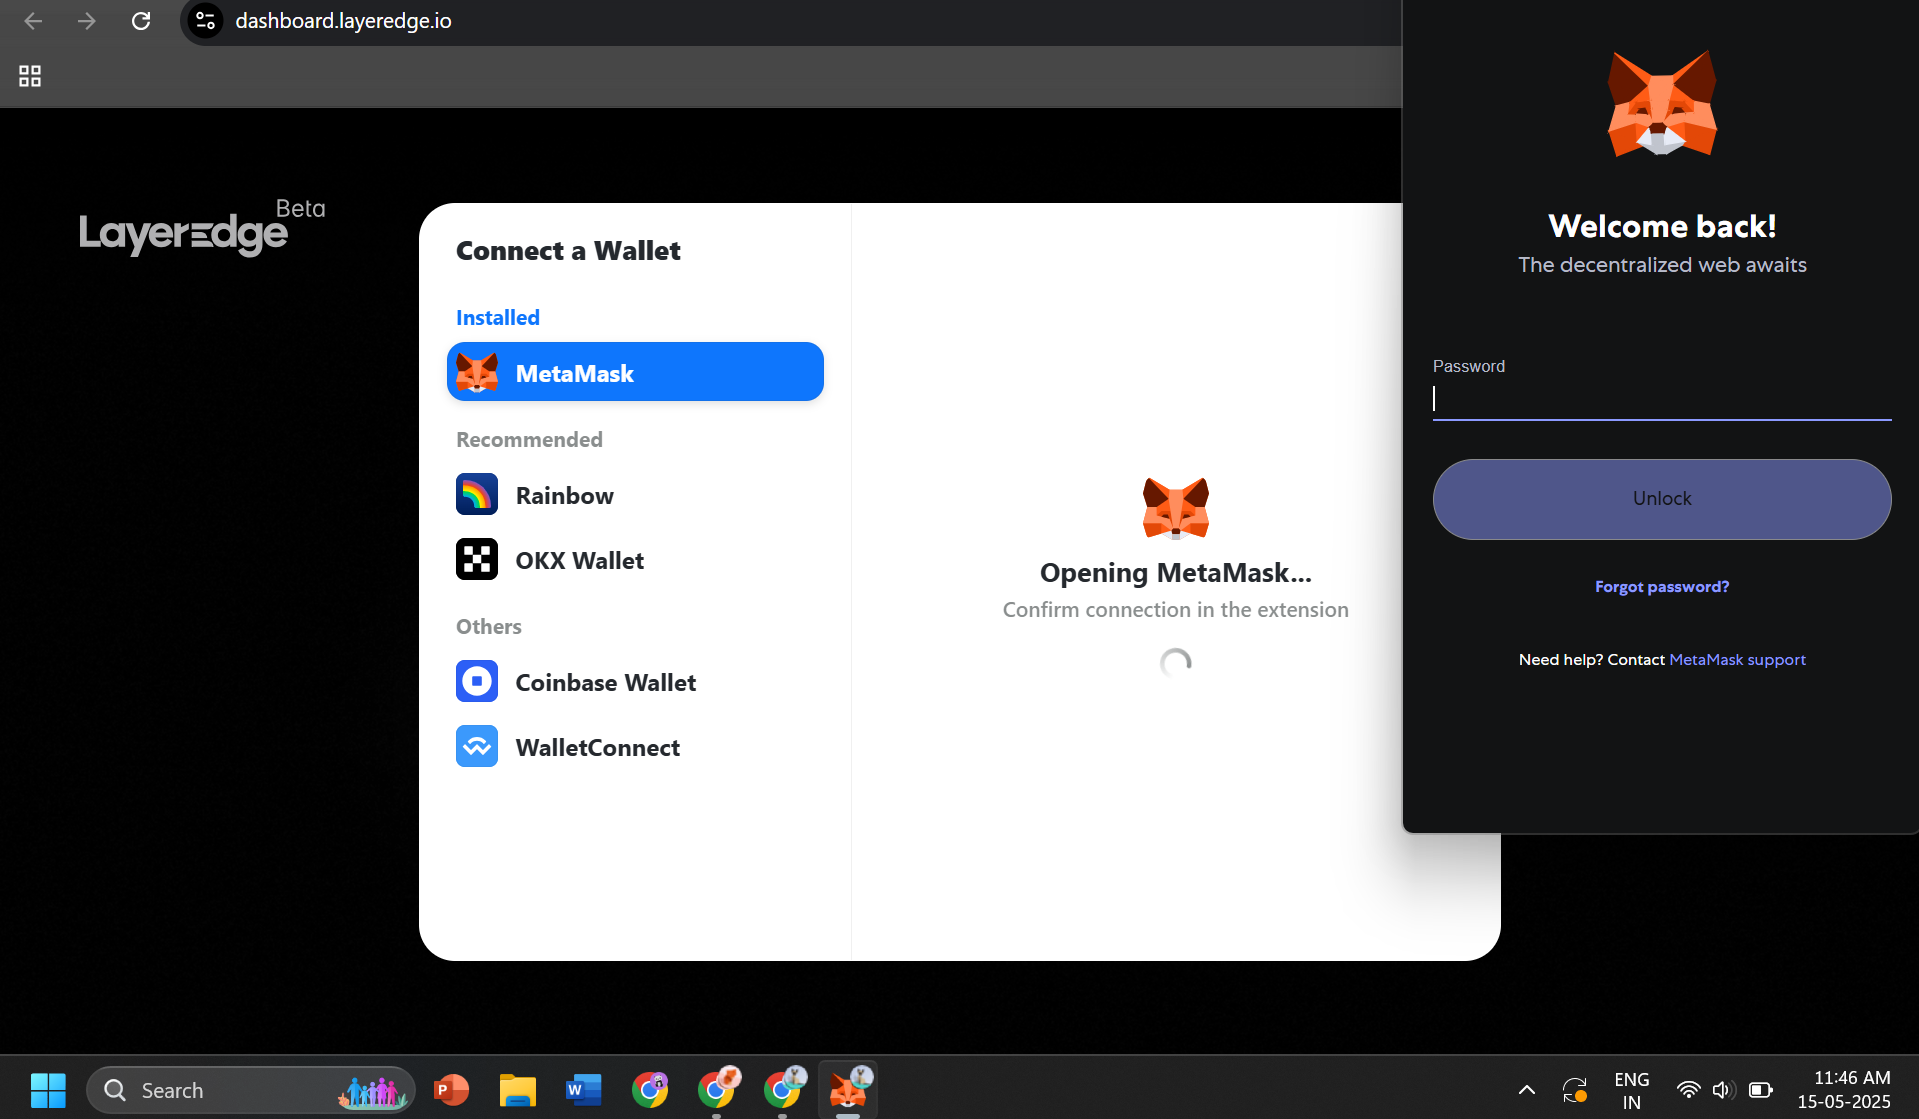 dashboard.layeredge.io
Layeredge Beta
Connect a Wallet
Installed
MetaMask
Recommended
Rainbow
OKX Wallet
Others
Coinbase Wallet
WalletConnect
Opening MetaMask...
Confirm connection in the extension
Welcome back!
The decentralized web awaits
Password
Unlock
Forgot password?
Need help? Contact MetaMask support
Search
P
W
ENG
IN
11:46 AM
15-05-2025